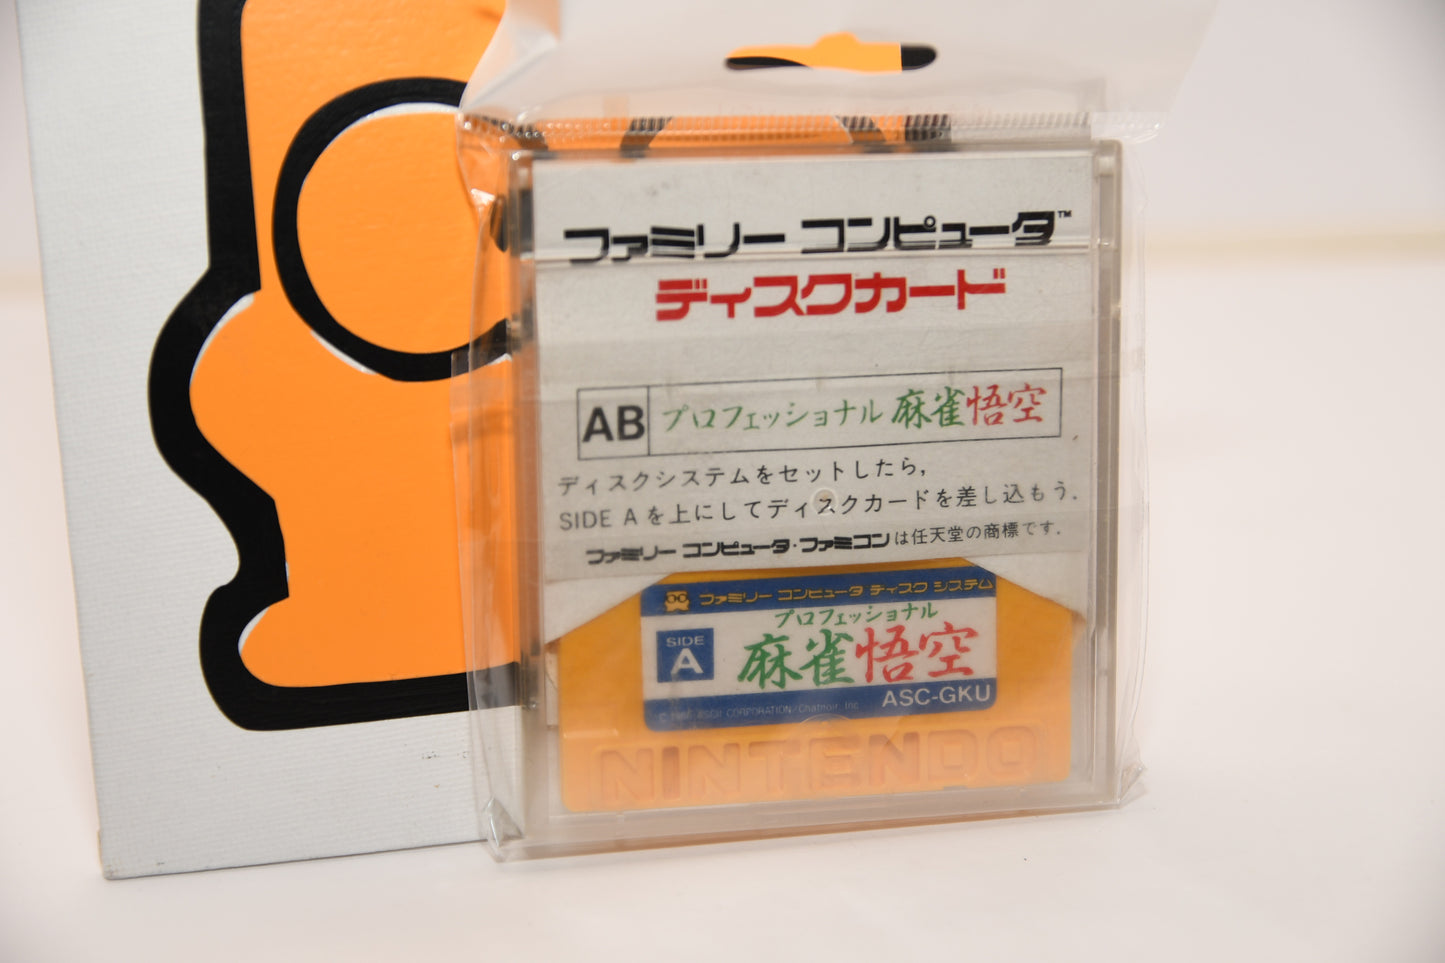 ファミリー コンピュータ™
ディスクカード
AB プロフェッショナル 麻雀悟空
ディスクシステムをセットしたら，
SIDE A を上にしてディスクカードを差し込もう．
ファミリー コンピュータ・ファミコンは任天堂の商標です．
ファミリー コンピュータ ディスク システム
プロフェッショナル
SIDE A 麻雀悟空
ASC-GKU
© 1986 ASCII CORPORATION/Chatnoir, Inc
NINTENDO